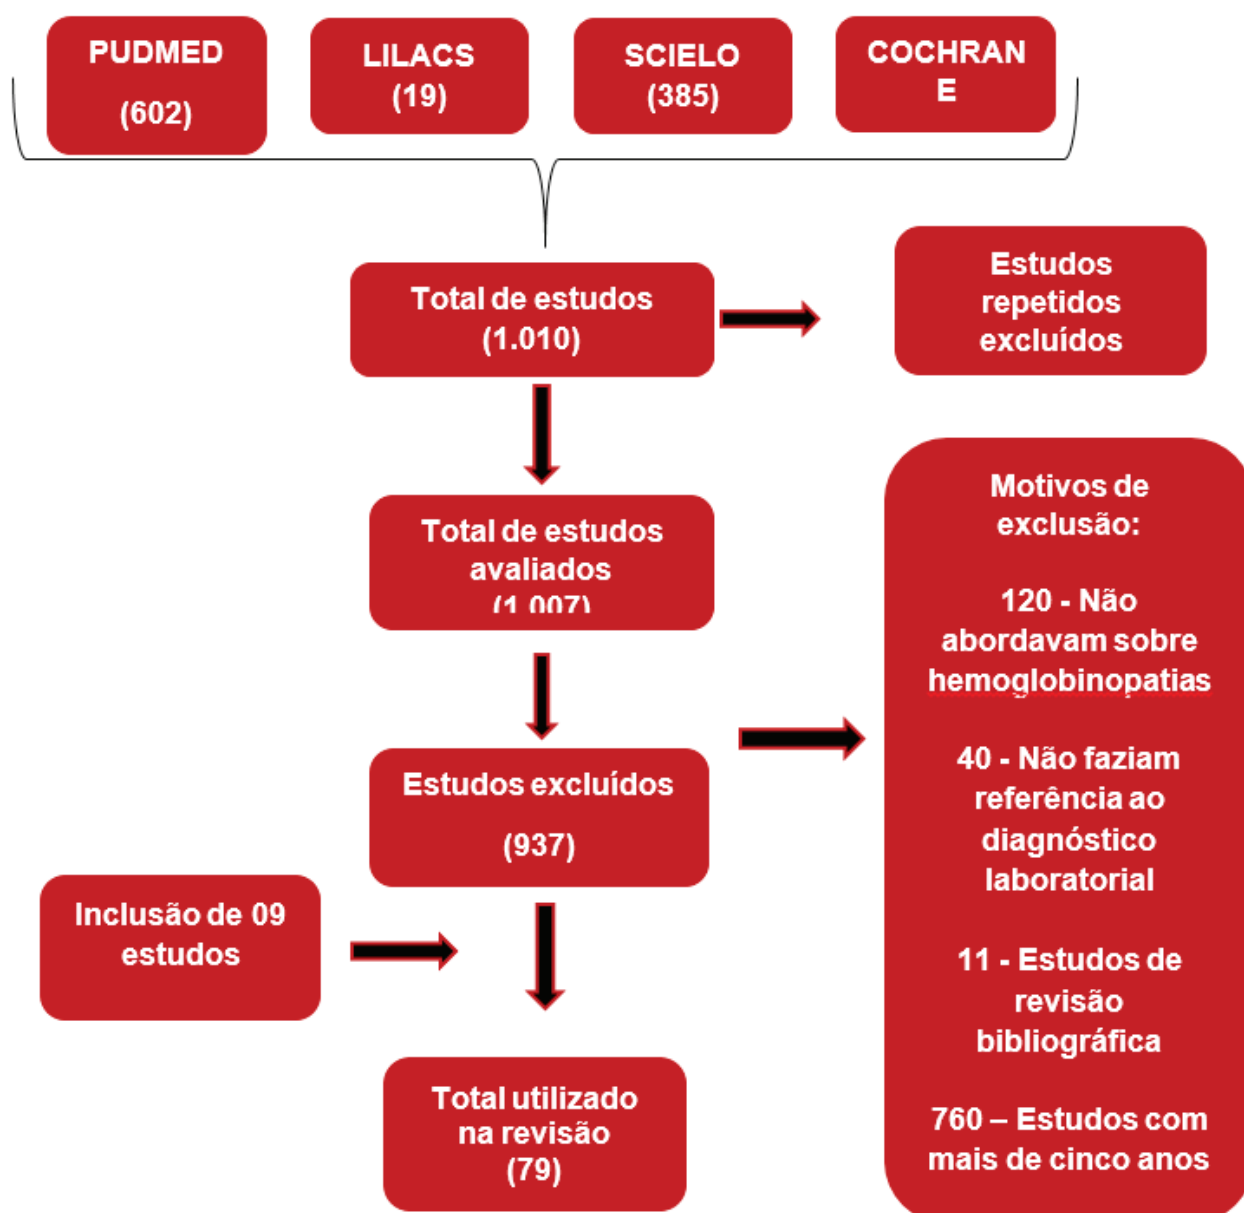 PUDMED
(602)
LILACS
(19)
SCIELO
(385)
COCHRAN
E
Total de estudos
(1.010)
Estudos
repetidos
excluídos
Total de estudos
avaliados
(1.007)
Motivos de
exclusão:
120 - Não
abordavam sobre
hemoglobinopatias
40 - Não faziam
referência ao
diagnóstico
laboratorial
11 - Estudos de
revisão
bibliográfica
760 – Estudos com
mais de cinco anos
Estudos excluídos
(937)
Inclusão de 09
estudos
Total utilizado
na revisão
(79)